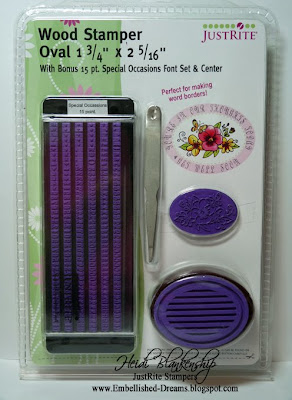 Wood Stamper
Oval 1 3/4" x 2 5/16"
With Bonus 15 pt. Special Occasions Font Set & Center
JUSTRITE®
Special Occasions
15 point
Perfect for making
word borders!
Heidi Blankenship
JustRite Stampers
www.Embellished-Dreams.blogspot.com